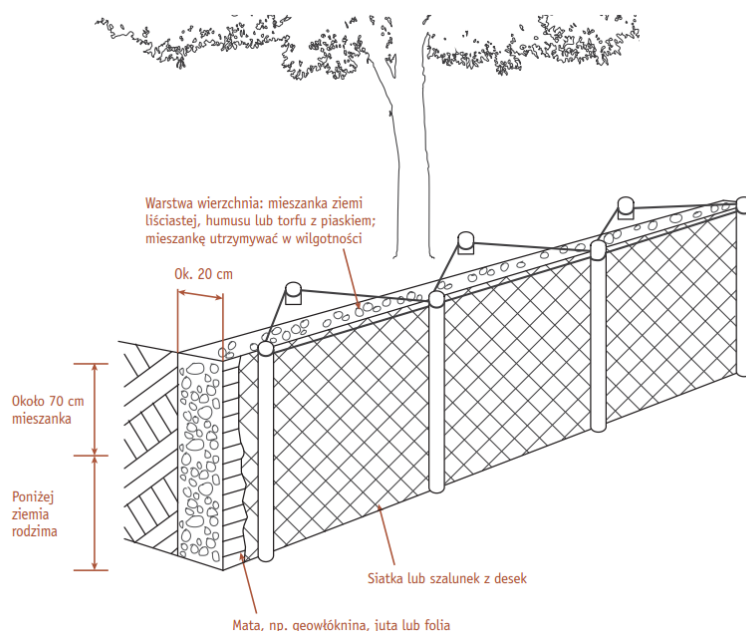 Warstwa wierzchnia: mieszanka ziemi
liściastej, humusu lub torfu z piaskiem;
mieszankę utrzymywać w wilgotności
Ok. 20 cm
Około 70 cm
mieszanka
Poniżej
ziemia
rodzima
Siatka lub szalunek z desek
Mata, np. geowłóknina, juta lub folia